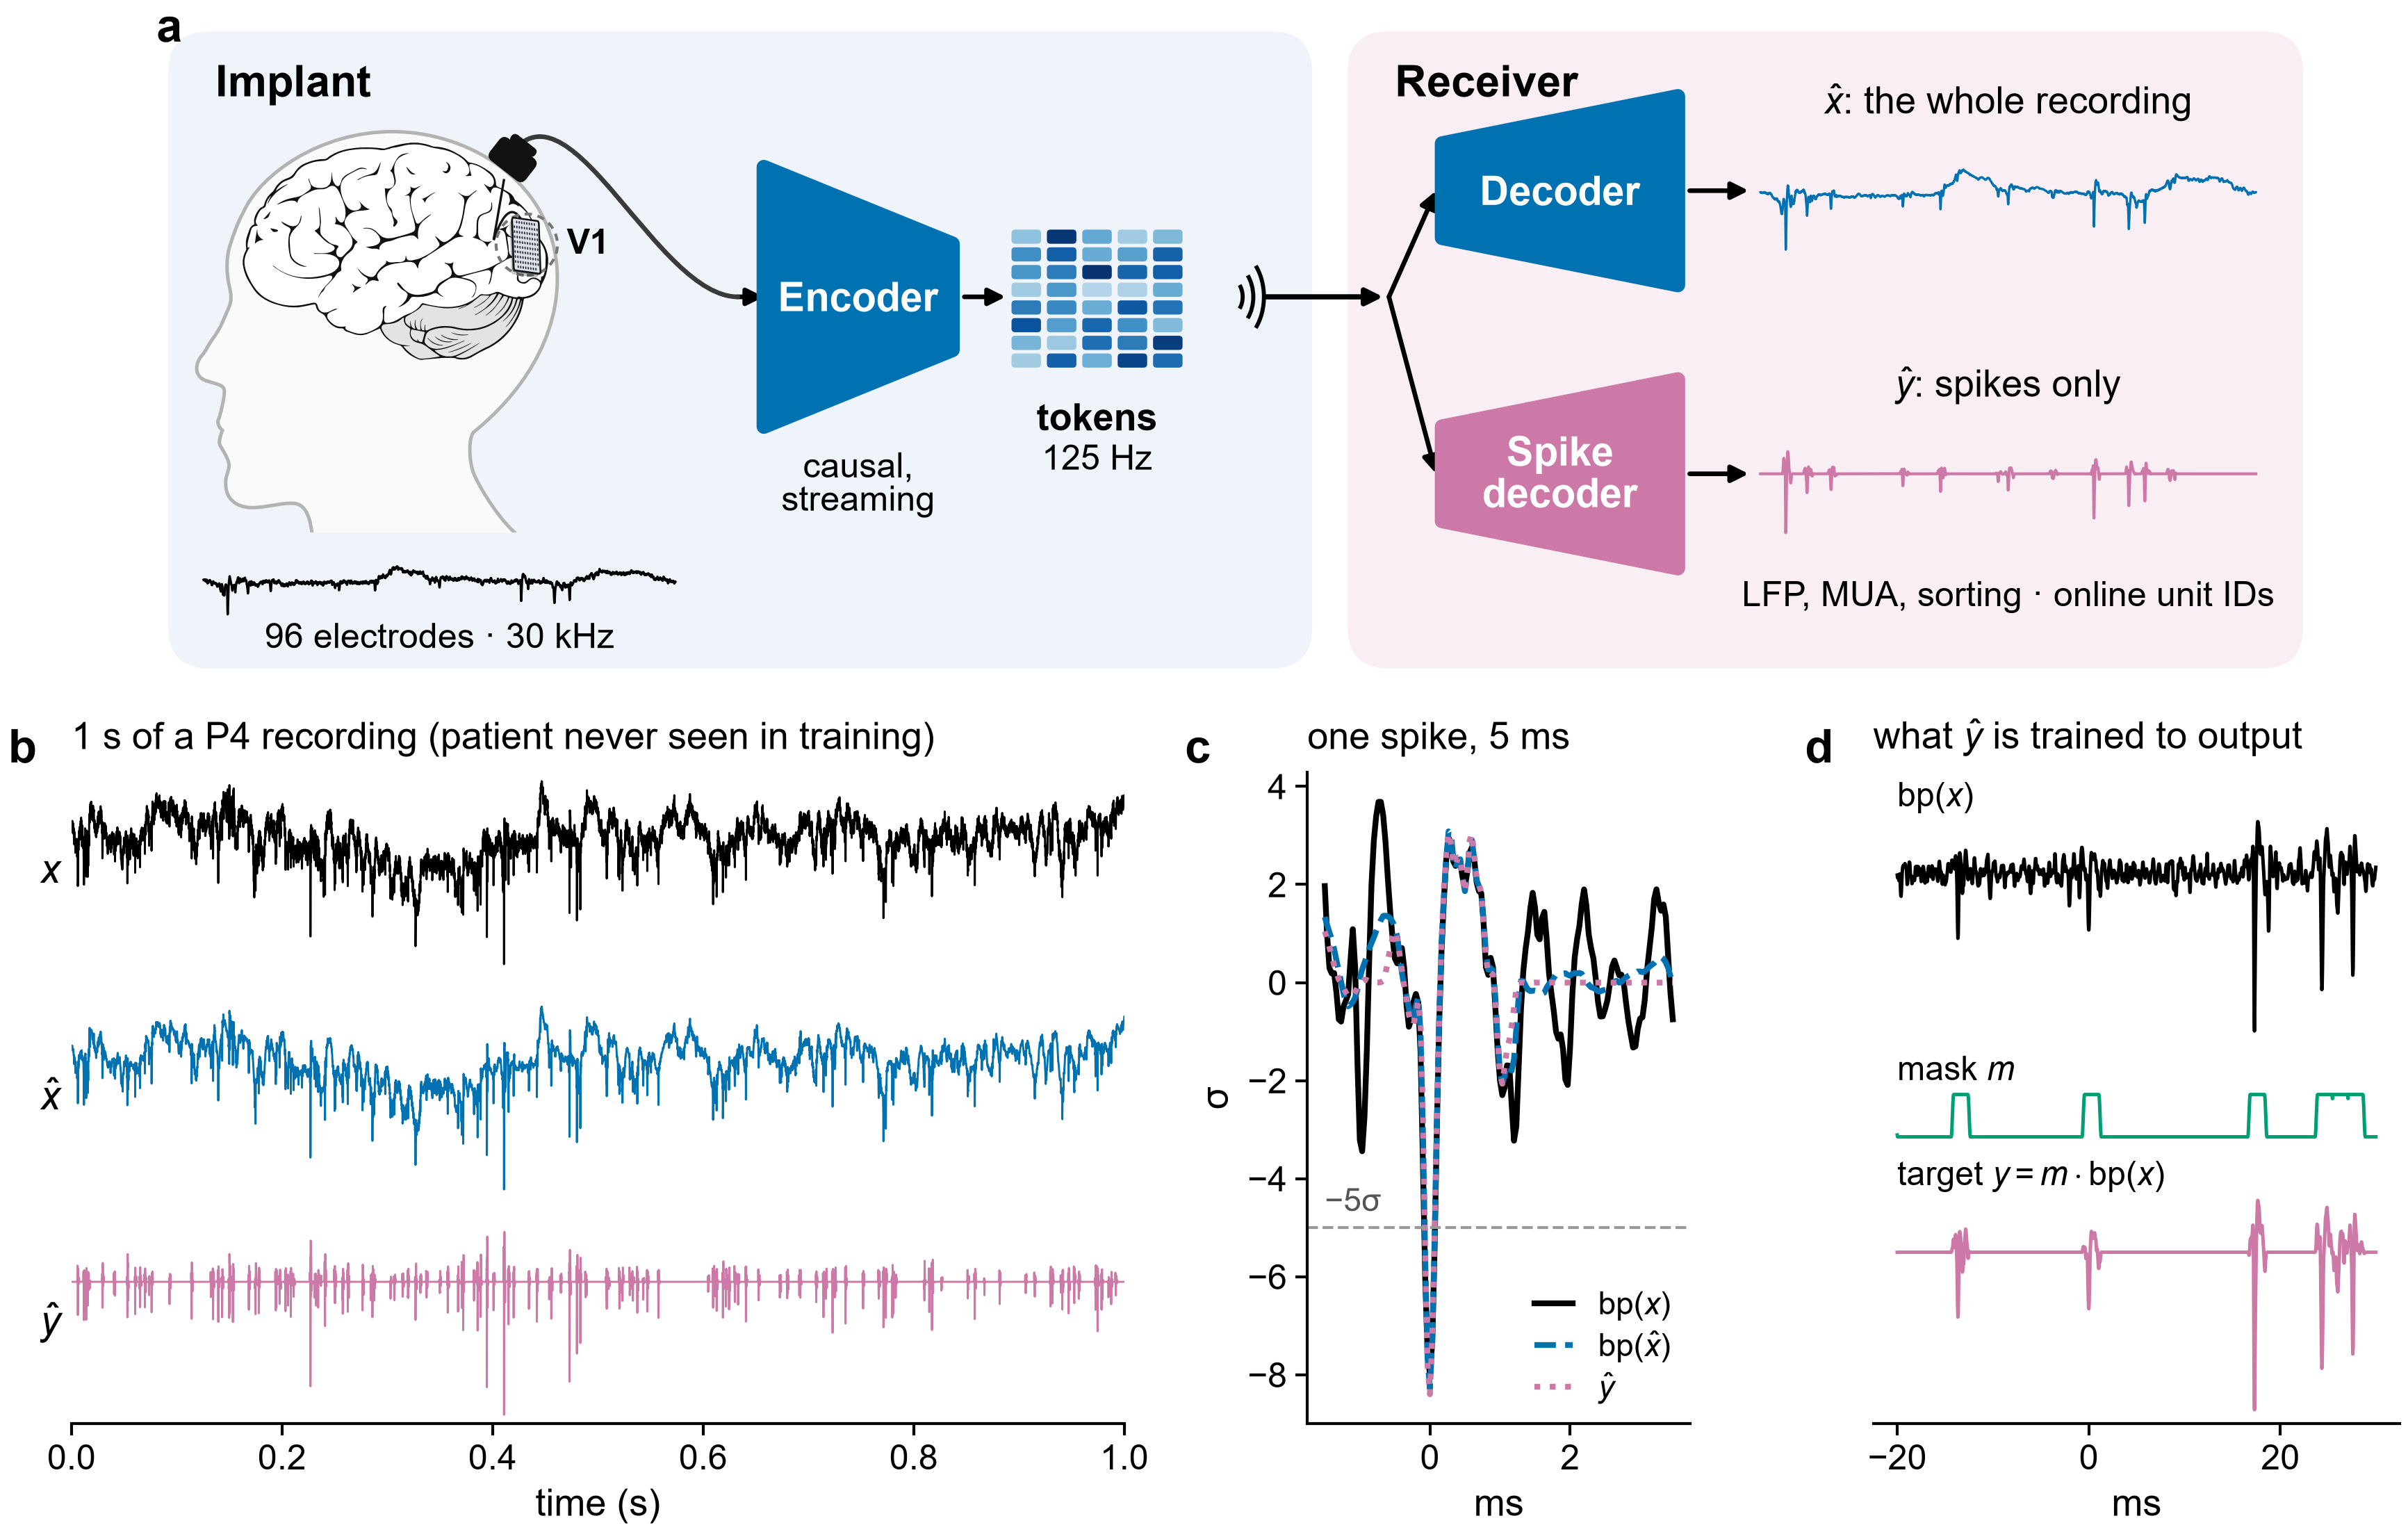 a
Implant
V1
Encoder
causal,
streaming
tokens
125 Hz
96 electrodes · 30 kHz
Receiver
Decoder
x̂: the whole recording
Spike
decoder
ŷ: spikes only
LFP, MUA, sorting · online unit IDs
b
1 s of a P4 recording (patient never seen in training)
x
x̂
ŷ
0.0 0.2 0.4 0.6 0.8 1.0
time (s)
c
one spike, 5 ms
4
2
0
−2
−4
−6
−8
σ
−5σ
bp(x)
bp(x̂)
ŷ
0 2
ms
d
what ŷ is trained to output
bp(x)
mask m
target y = m · bp(x)
−20 0 20
ms